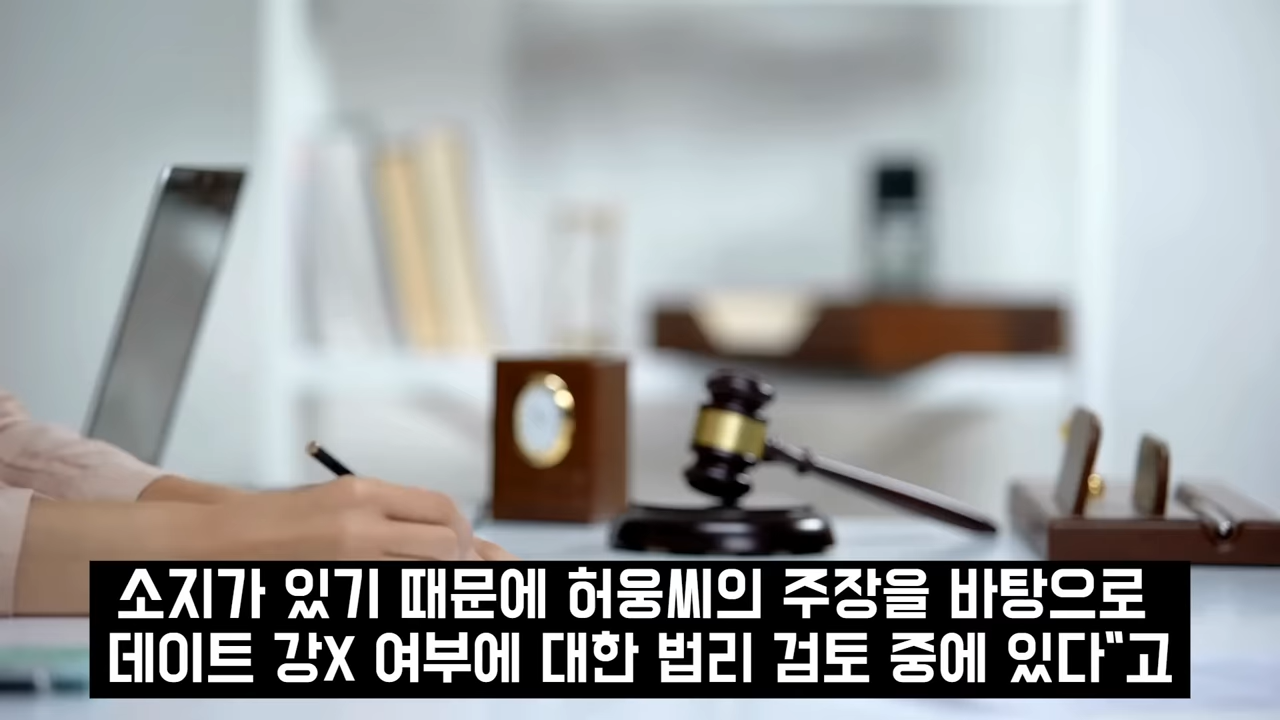 소지가 있기 때문에 허웅씨의 주장을 바탕으로
데이트 강X 여부에 대한 법리 검토 중에 있다"고